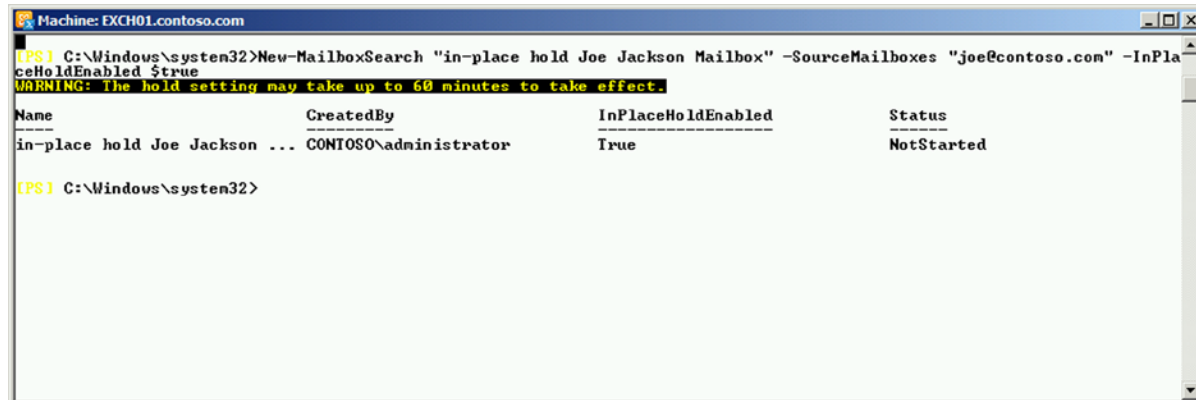 Machine: EXCH01.contoso.com
[PS] C:\Windows\system32>New-MailboxSearch "in-place hold Joe Jackson Mailbox" -SourceMailboxes "joe@contoso.com" -InPla
ceHoldEnabled $true
WARNING: The hold setting may take up to 60 minutes to take effect.
Name CreatedBy InPlaceHoldEnabled Status
---- --------- ------------------ ------
in-place hold Joe Jackson ... CONTOSO\administrator True NotStarted
[PS] C:\Windows\system32>